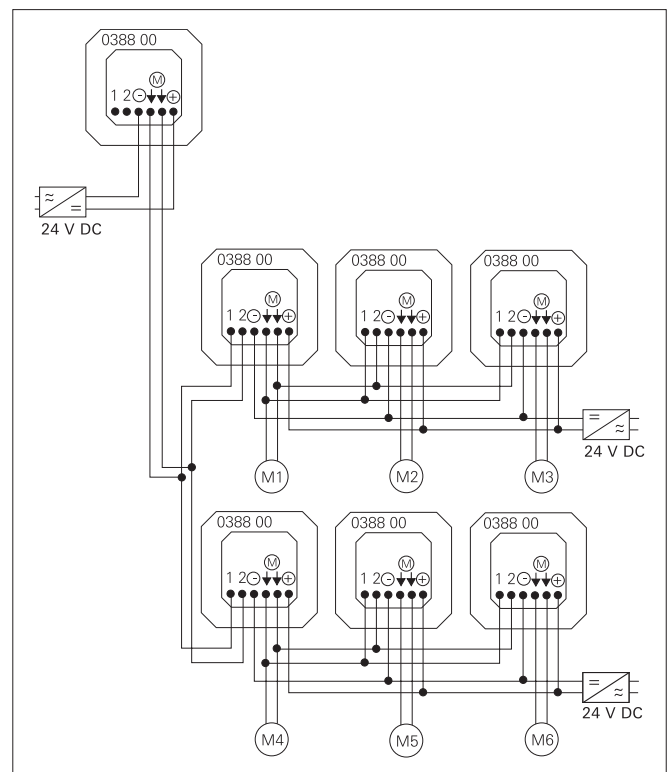 0388 00
M
1 2 - +
≈
=
24 V DC
0388 00 0388 00 0388 00
M M M
1 2 - + 1 2 - + 1 2 - +
=
≈
24 V DC
M1 M2 M3
0388 00 0388 00 0388 00
M M M
1 2 - + 1 2 - + 1 2 - +
=
≈
24 V DC
M4 M5 M6